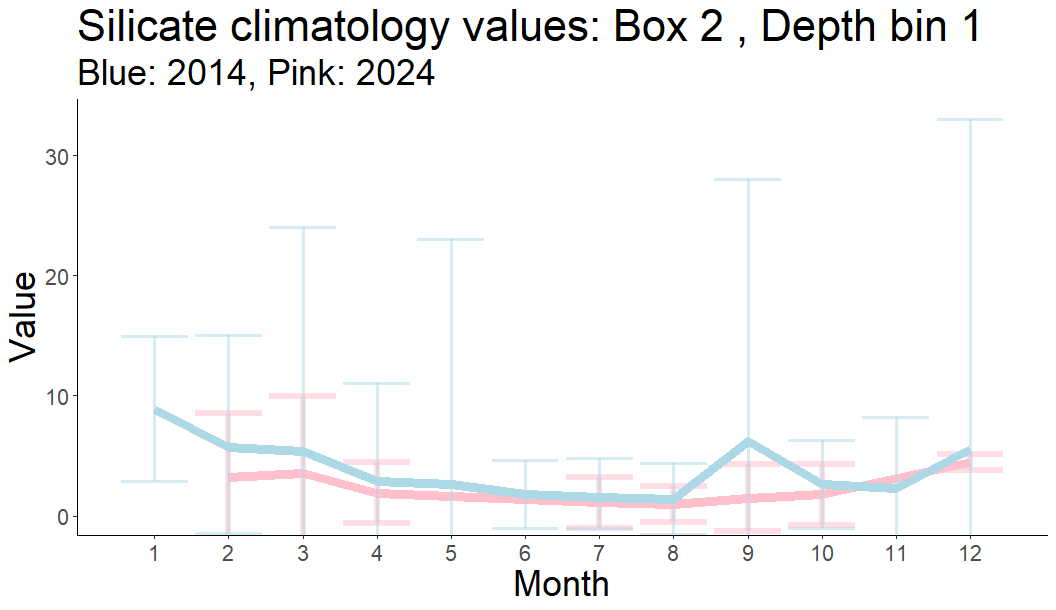 Silicate climatology values: Box 2 , Depth bin 1
Blue: 2014, Pink: 2024
Value
30
20
10
0
1 2 3 4 5 6 7 8 9 10 11 12
Month